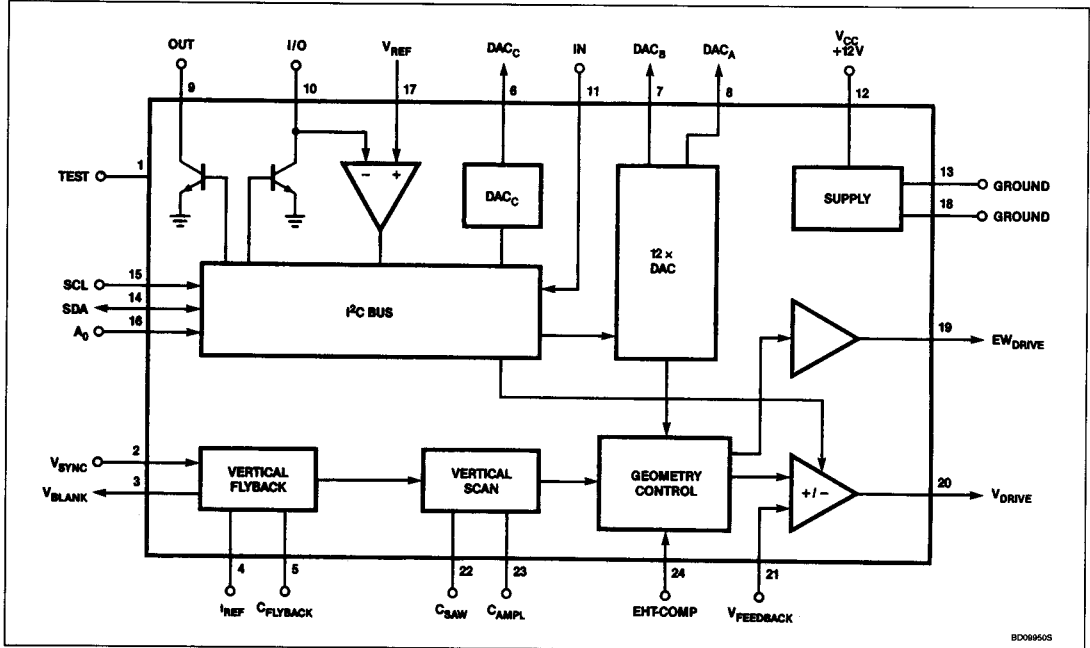 OUT
I/O
V_REF
DAC_C
IN
DAC_B
DAC_A
V_CC
+12V
9
10
17
6
11
7
8
12
1
TEST
− +
DAC_C
12 ×
DAC
SUPPLY
13
GROUND
18
GROUND
15
SCL
14
SDA
16
A_0
I²C BUS
19
EW_DRIVE
2
V_SYNC
3
V_BLANK
VERTICAL
FLYBACK
VERTICAL
SCAN
GEOMETRY
CONTROL
+ / −
20
V_DRIVE
4
5
22
23
24
21
I_REF
C_FLYBACK
C_SAW
C_AMPL
EHT-COMP
V_FEEDBACK
BD09950S